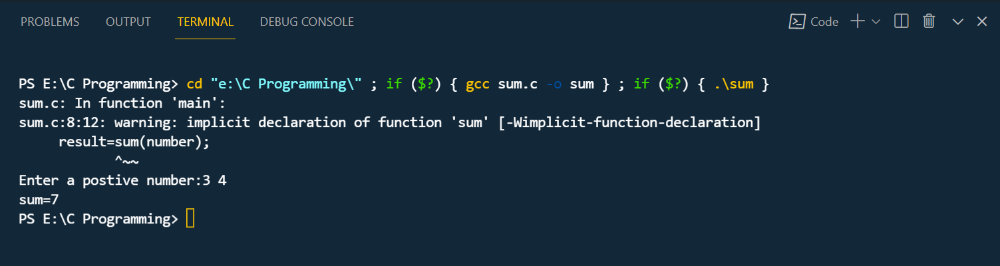 PROBLEMS OUTPUT TERMINAL DEBUG CONSOLE Code
PS E:\C Programming> cd "e:\C Programming\" ; if ($?) { gcc sum.c -o sum } ; if ($?) { .\sum }
sum.c: In function 'main':
sum.c:8:12: warning: implicit declaration of function 'sum' [-Wimplicit-function-declaration]
     result=sum(number);
            ^~~
Enter a postive number:3 4
sum=7
PS E:\C Programming>